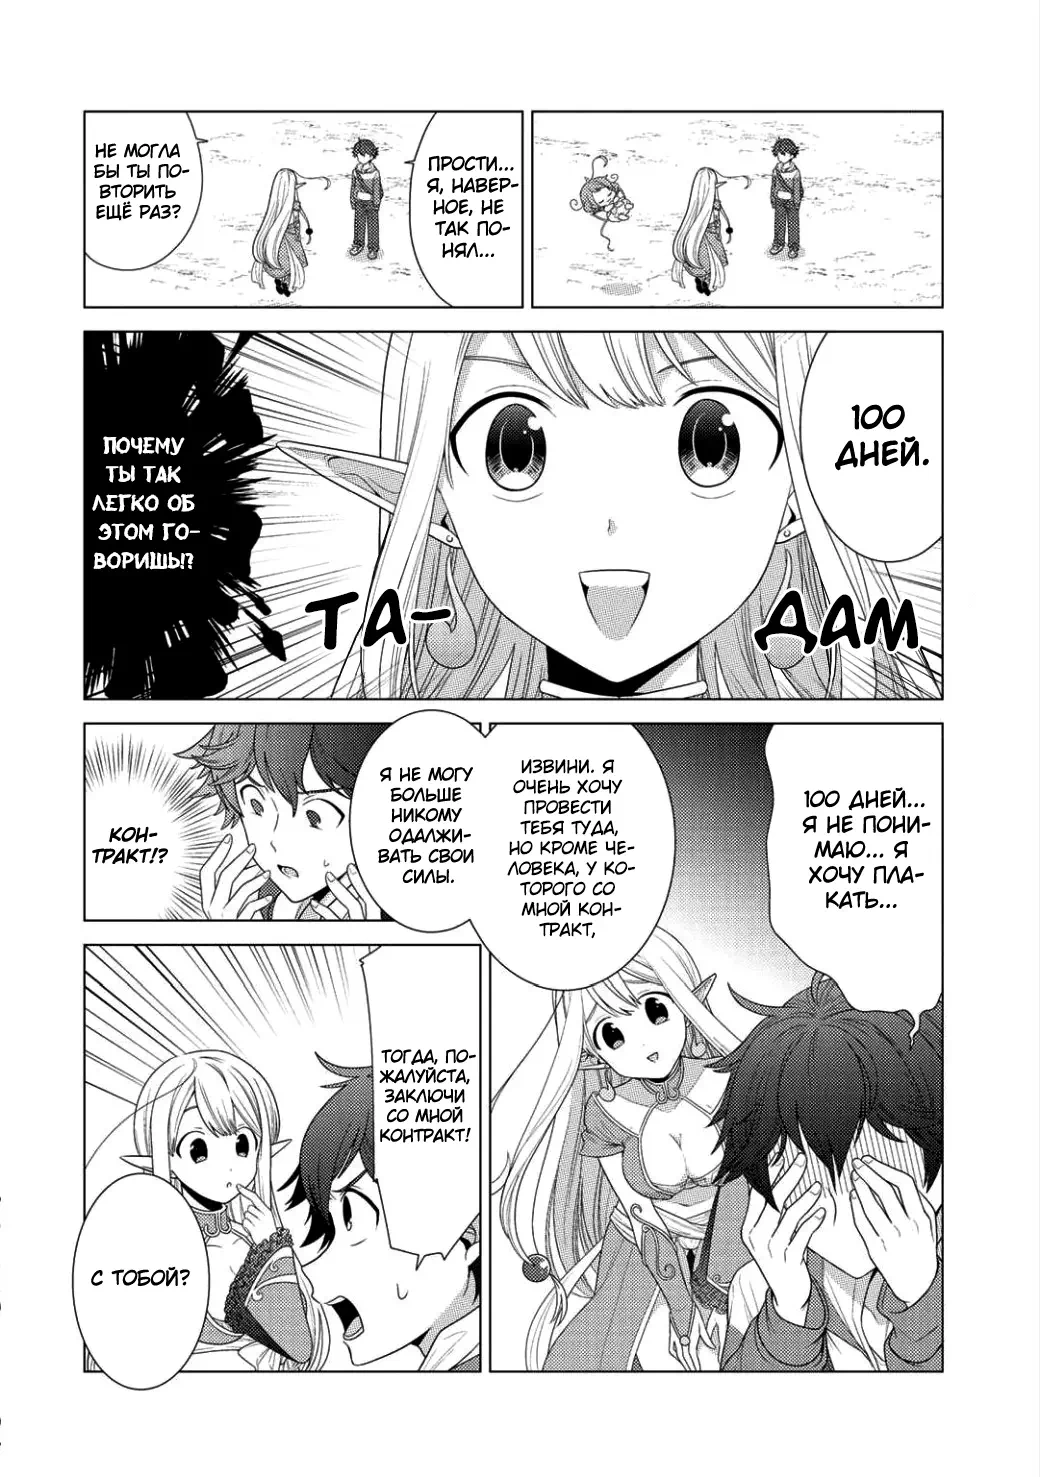 ПРОСТИ...
Я, НАВЕР-
НОЕ, НЕ
ТАК ПО-
НЯЛ...
НЕ МОГЛА
БЫ ТЫ ПО-
ВТОРИТЬ
ЕЩЁ РАЗ?
100
ДНЕЙ.
ТА-
ДАМ
ПОЧЕМУ
ТЫ ТАК
ЛЕГКО ОБ
ЭТОМ ГО-
ВОРИШЬ!?
100 ДНЕЙ...
Я НЕ ПОНИ-
МАЮ... Я
ХОЧУ ПЛА-
КАТЬ...
ИЗВИНИ. Я
ОЧЕНЬ ХОЧУ
ПРОВЕСТИ
ТЕБЯ ТУДА,
НО КРОМЕ ЧЕ-
ЛОВЕКА, У КО-
ТОРОГО СО
МНОЙ КОН-
ТРАКТ,
Я НЕ МОГУ
БОЛЬШЕ
НИКОМУ
ОДАЛЖИ-
ВАТЬ СВОИ
СИЛЫ.
КОН-
ТРАКТ!?
ТОГДА, ПО-
ЖАЛУЙСТА,
ЗАКЛЮЧИ
СО МНОЙ
КОНТРАКТ!
С ТОБОЙ?